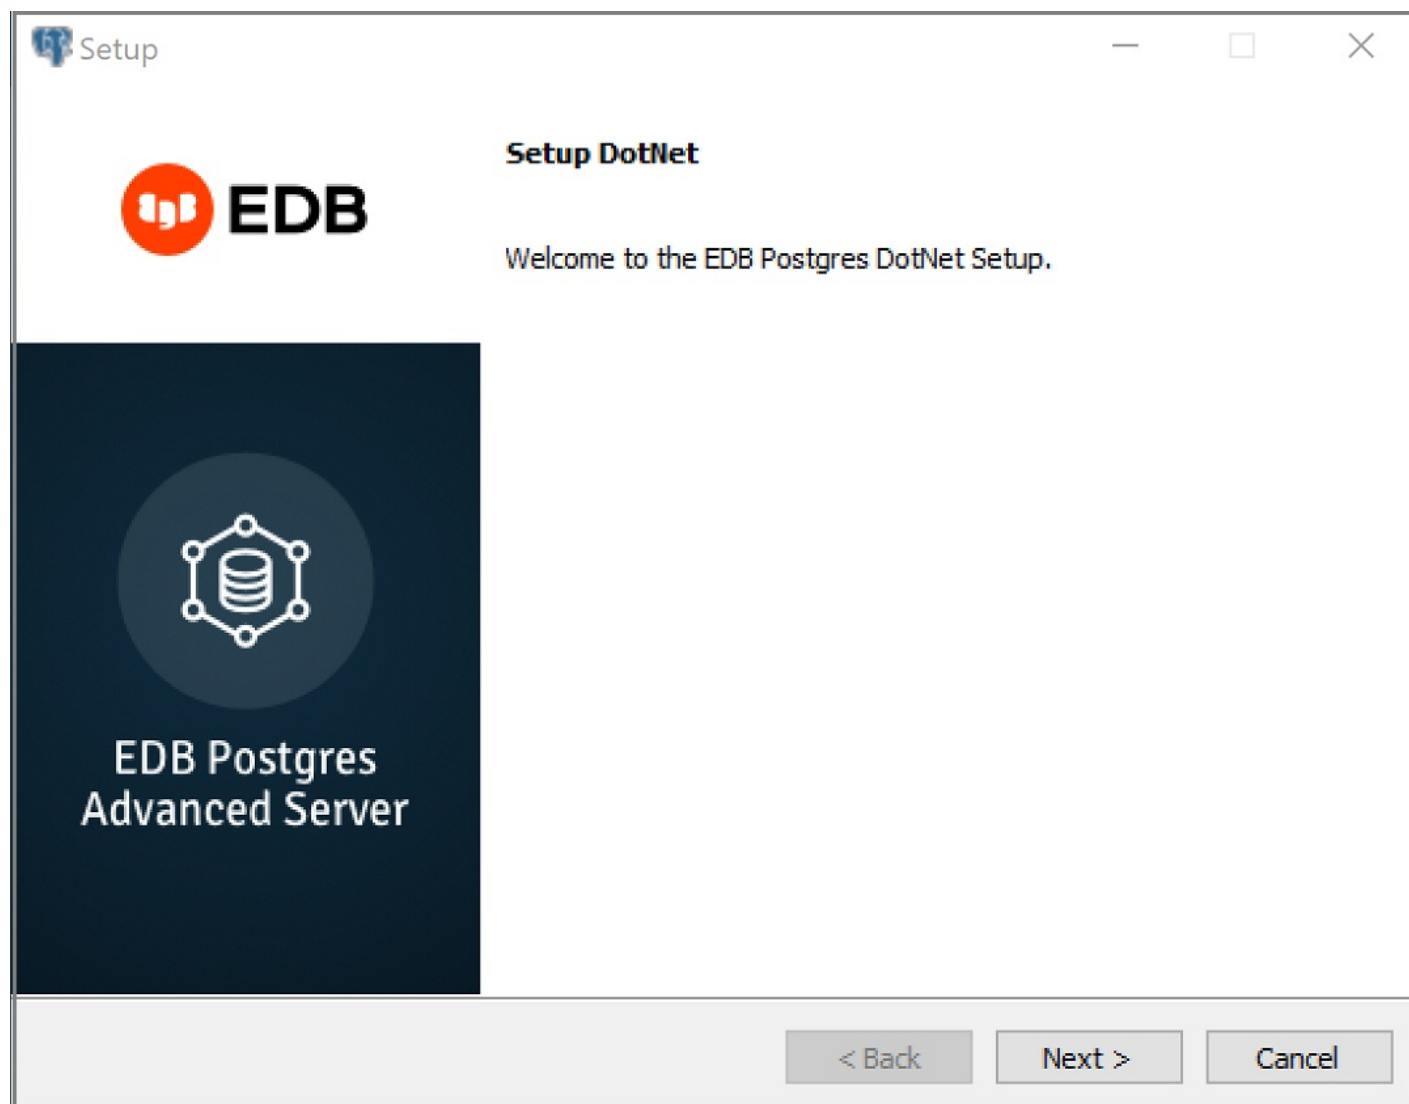 Setup
EDB
Setup DotNet
Welcome to the EDB Postgres DotNet Setup.
EDB Postgres
Advanced Server
< Back
Next >
Cancel